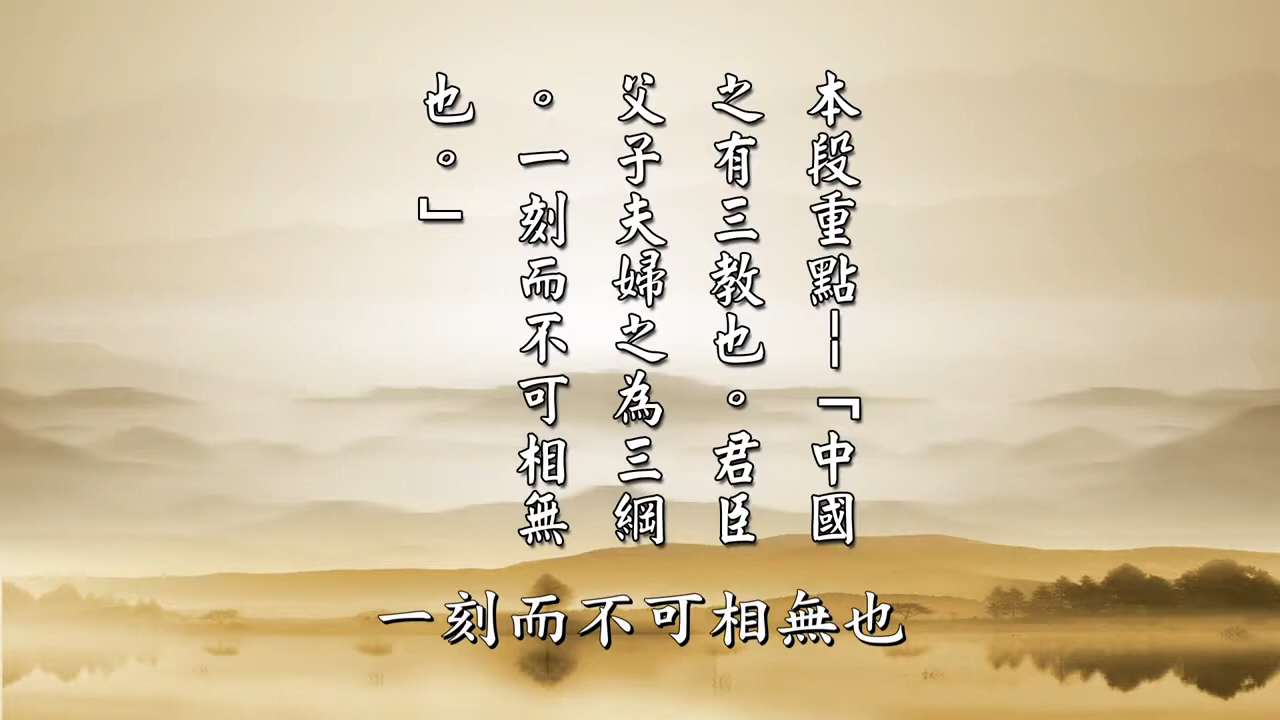 本段重點——「中國
之有三教也。君臣
父子夫婦之為三綱
。一刻而不可相無
也。」
一刻而不可相無也